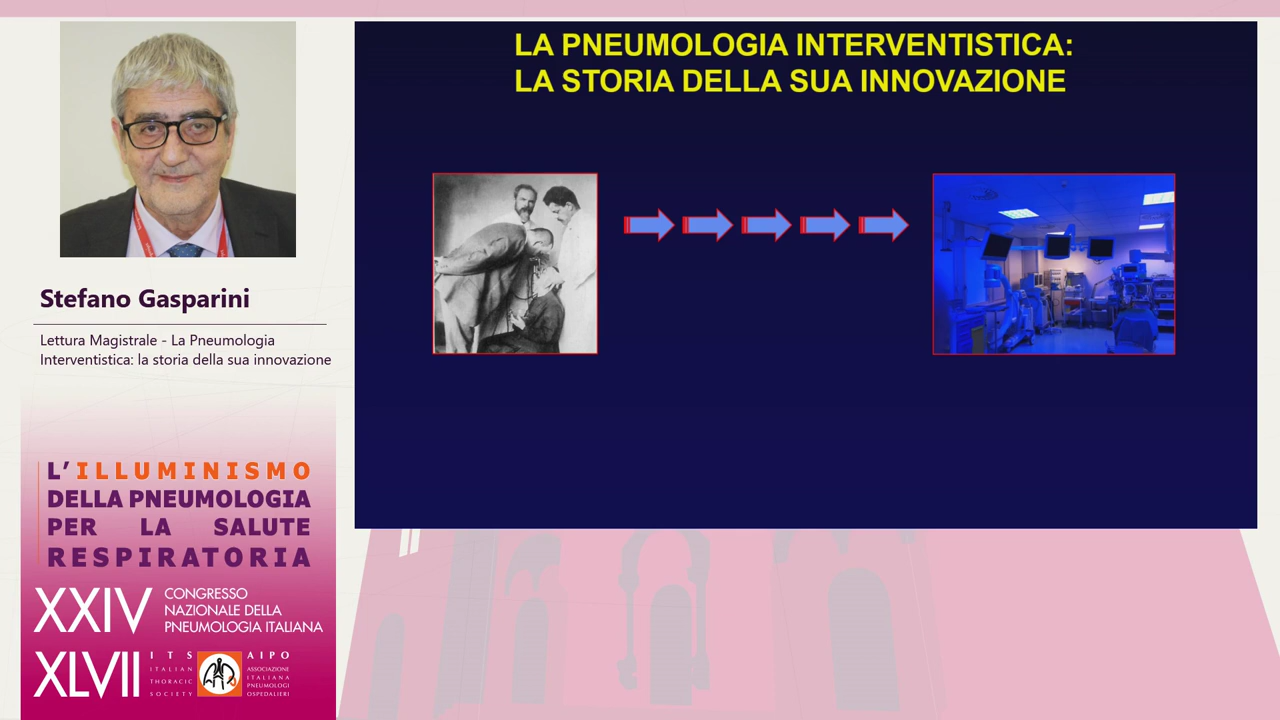 LA PNEUMOLOGIA INTERVENTISTICA:
LA STORIA DELLA SUA INNOVAZIONE
Stefano Gasparini
Lettura Magistrale - La Pneumologia
Interventistica: la storia della sua innovazione
L’ILLUMINISMO
DELLA PNEUMOLOGIA
PER LA SALUTE
RESPIRATORIA
XXIV
CONGRESSO
NAZIONALE DELLA
PNEUMOLOGIA ITALIANA
XLVII
ITS
ITALIAN
THORACIC
SOCIETY
AIPO
ASSOCIAZIONE
ITALIANA
PNEUMOLOGI
OSPEDALIERI